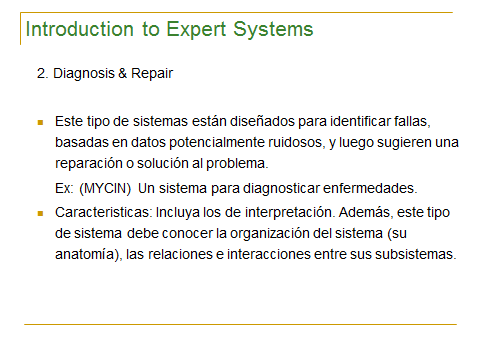 Introduction to Expert Systems
2. Diagnosis & Repair
Este tipo de sistemas están diseñados para identificar fallas,
basadas en datos potencialmente ruidosos, y luego sugieren una
reparación o solución al problema.
Ex: (MYCIN) Un sistema para diagnosticar enfermedades.
Caracteristicas: Incluya los de interpretación. Además, este tipo
de sistema debe conocer la organización del sistema (su
anatomía), las relaciones e interacciones entre sus subsistemas.